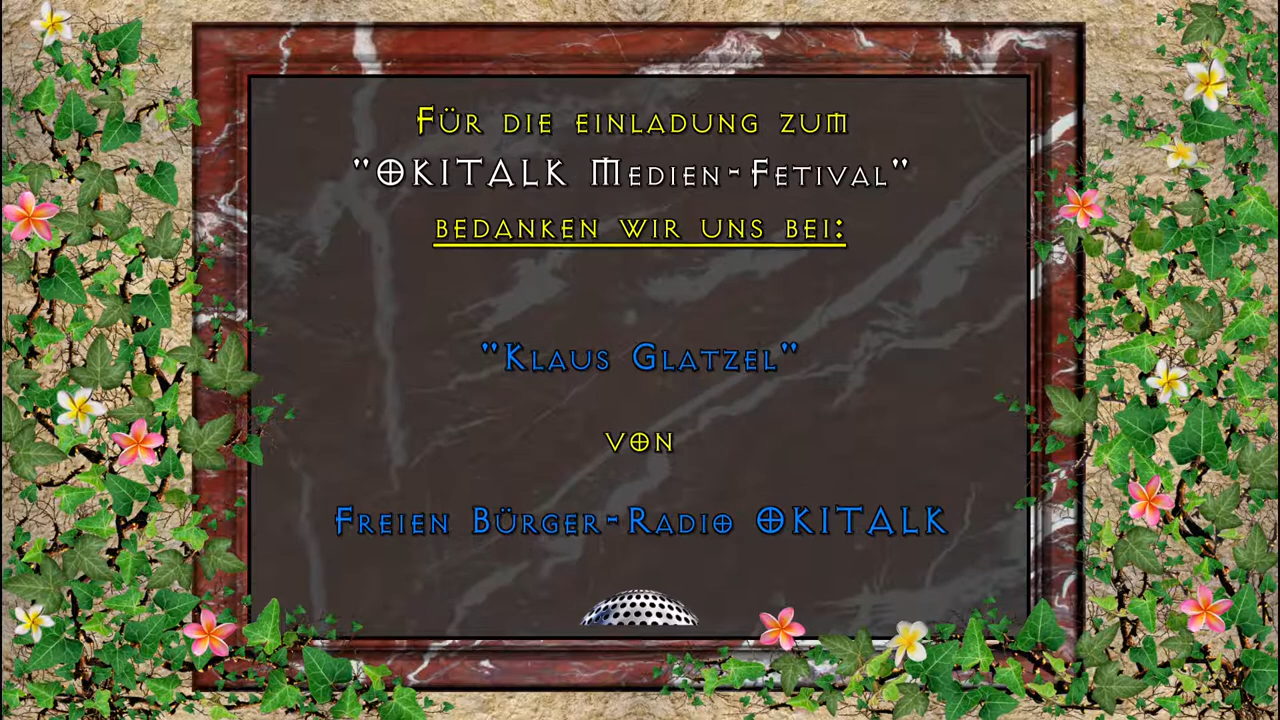 Für die einladung zum
"OKITALK Medien-Fetival"
bedanken wir uns bei:
"Klaus Glatzel"
von
Freien Bürger-Radio OKITALK